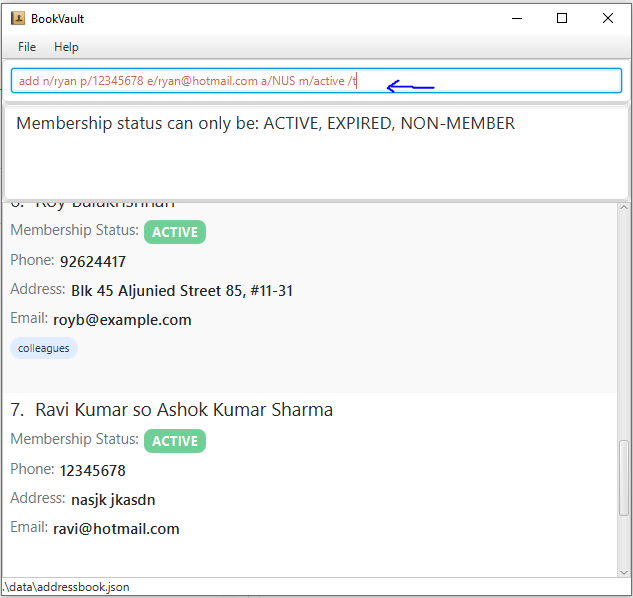 BookVault
File Help
add n/ryan p/12345678 e/ryan@hotmail.com a/NUS m/active /t
Membership status can only be: ACTIVE, EXPIRED, NON-MEMBER
6. Roy Balakrishnan
Membership Status: ACTIVE
Phone: 92624417
Address: Blk 45 Aljunied Street 85, #11-31
Email: royb@example.com
colleagues
7. Ravi Kumar so Ashok Kumar Sharma
Membership Status: ACTIVE
Phone: 12345678
Address: nasjk jkasdn
Email: ravi@hotmail.com
.\data\addressbook.json